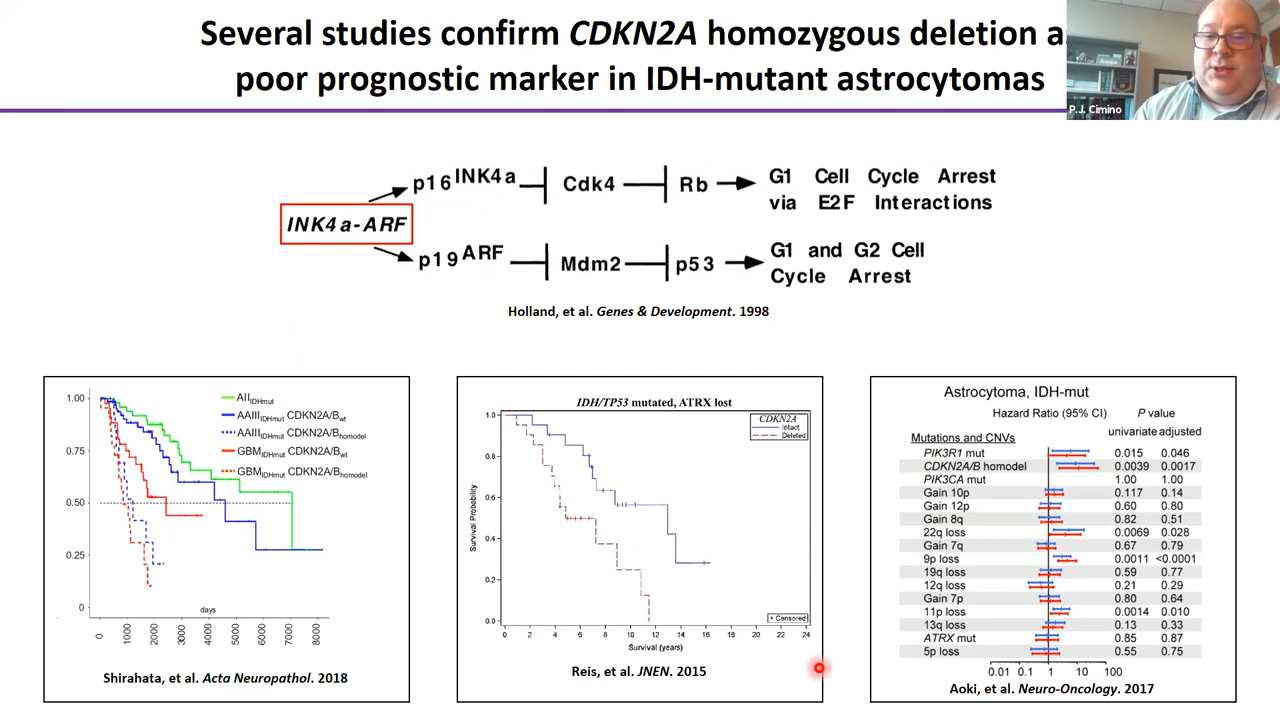 Several studies confirm CDKN2A homozygous deletion a
poor prognostic marker in IDH-mutant astrocytomas
P.J. Cimino
INK4a-ARF
p16INK4a Cdk4 Rb G1 Cell Cycle Arrest
via E2F Interactions
p19ARF Mdm2 p53 G1 and G2 Cell
Cycle Arrest
Holland, et al. Genes & Development. 1998
AIIIDHmut
AAIIIIDHmut CDKN2A/Bwt
AAIIIIDHmut CDKN2A/Bhomodel
GBMIDHmut CDKN2A/Bwt
GBMIDHmut CDKN2A/Bhomodel
1.00
0.75
0.50
0.25
0
days
0 1000 2000 3000 4000 5000 6000 7000 8000
Shirahata, et al. Acta Neuropathol. 2018
IDH/TP53 mutated, ATRX lost
CDKN2A
Intact
Deleted
Survival Probability
1.0
0.8
0.6
0.4
0.2
0.0
+ Censored
0 2 4 6 8 10 12 14 16 18 20 22 24
Survival (years)
Reis, et al. JNEN. 2015
Astrocytoma, IDH-mut
Hazard Ratio (95% CI) P value
Mutations and CNVs univariate adjusted
PIK3R1 mut 0.015 0.046
CDKN2A/B homodel 0.0039 0.0017
PIK3CA mut 1.00 1.00
Gain 10p 0.117 0.14
Gain 12p 0.60 0.80
Gain 8q 0.82 0.51
22q loss 0.0069 0.028
Gain 7q 0.67 0.79
9p loss 0.0011 <0.0001
19q loss 0.59 0.77
12q loss 0.21 0.29
Gain 7p 0.80 0.64
11p loss 0.0014 0.010
13q loss 0.13 0.33
ATRX mut 0.85 0.87
5p loss 0.55 0.75
0.01 0.1 1 10 100
Aoki, et al. Neuro-Oncology. 2017